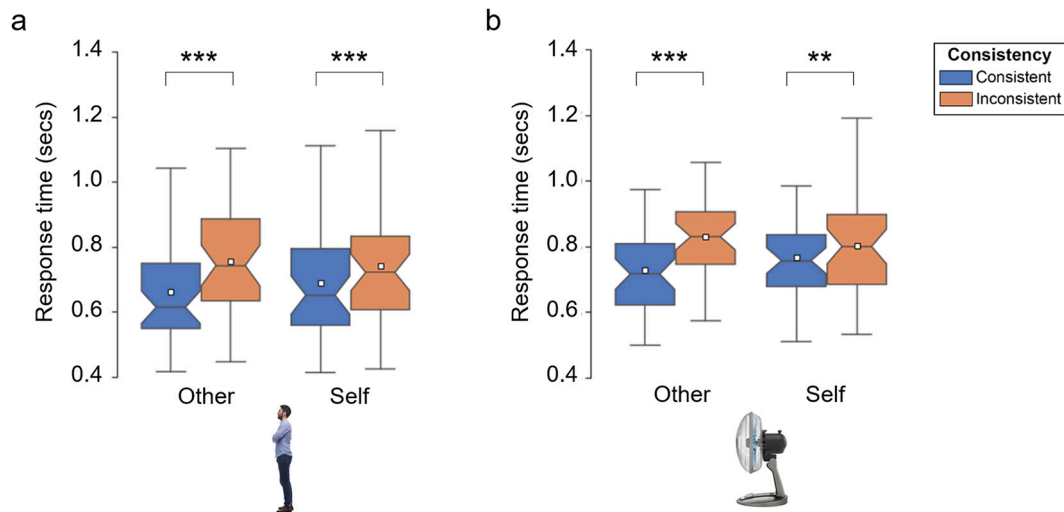 a
Response time (secs)
1.4
1.2
1.0
0.8
0.6
0.4
***
***
Other
Self
b
Response time (secs)
1.4
1.2
1.0
0.8
0.6
0.4
***
**
Other
Self
Consistency
Consistent
Inconsistent